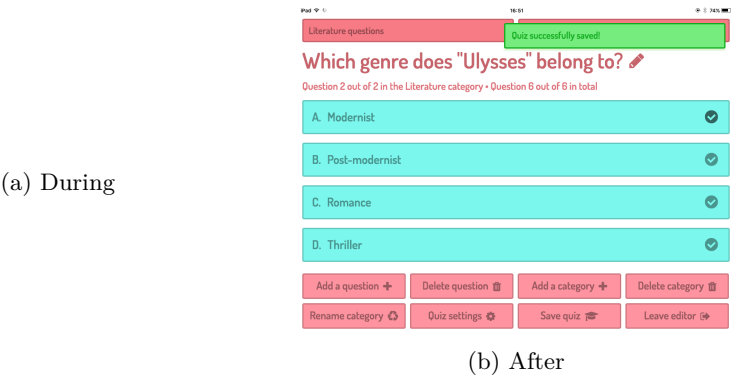 iPad 16:51 74%
Literature questions
Quiz successfully saved!
Which genre does "Ulysses" belong to?
Question 2 out of 2 in the Literature category • Question 6 out of 6 in total
A. Modernist
B. Post-modernist
(a) During
C. Romance
D. Thriller
Add a question Delete question Add a category Delete category
Rename category Quiz settings Save quiz Leave editor
(b) After